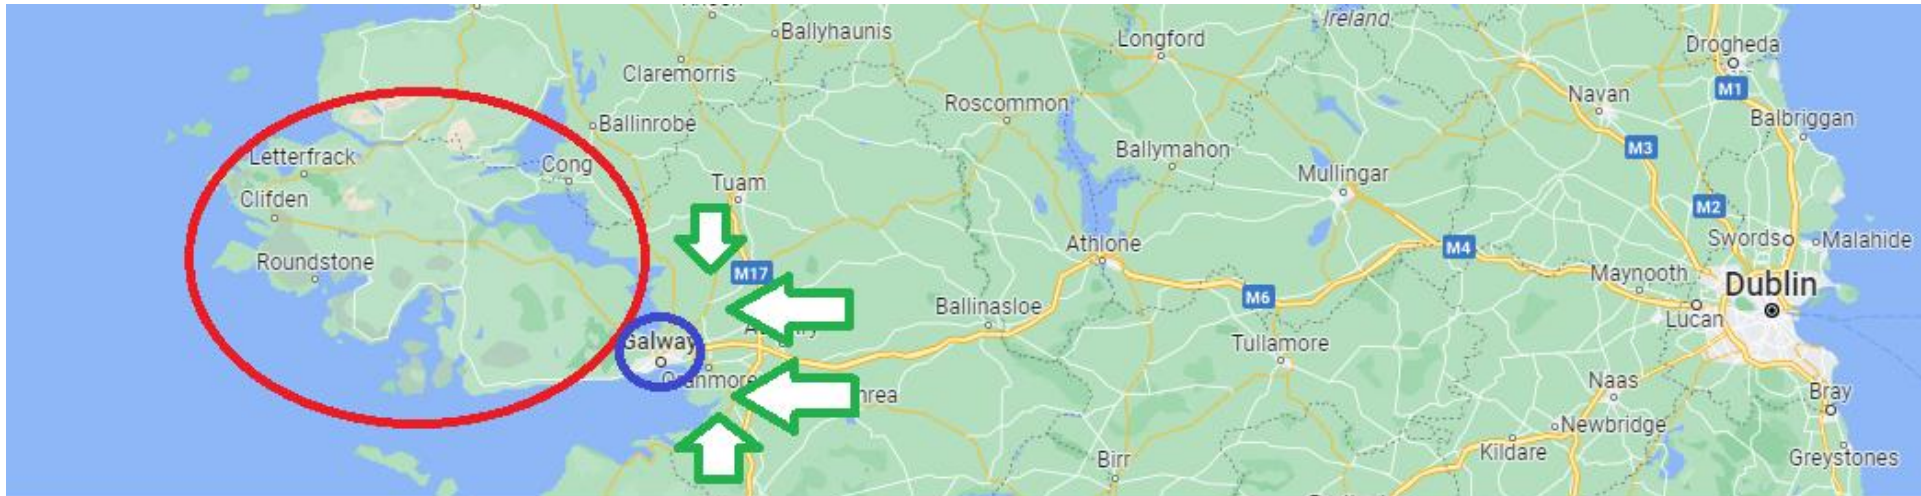 Ireland
Ballyhaunis
Longford
Drogheda
Claremorris
M1
Navan
Roscommon
Balbriggan
Ballinrobe
M3
Letterfrack
Cong
Ballymahon
Mullingar
Tuam
Clifden
M2
Athlone
M4
Swords
Malahide
Roundstone
M17
Maynooth
Dublin
M6
Ballinasloe
Lucan
Galway
Tullamore
Naas
Bray
Newbridge
Kildare
Birr
Greystones